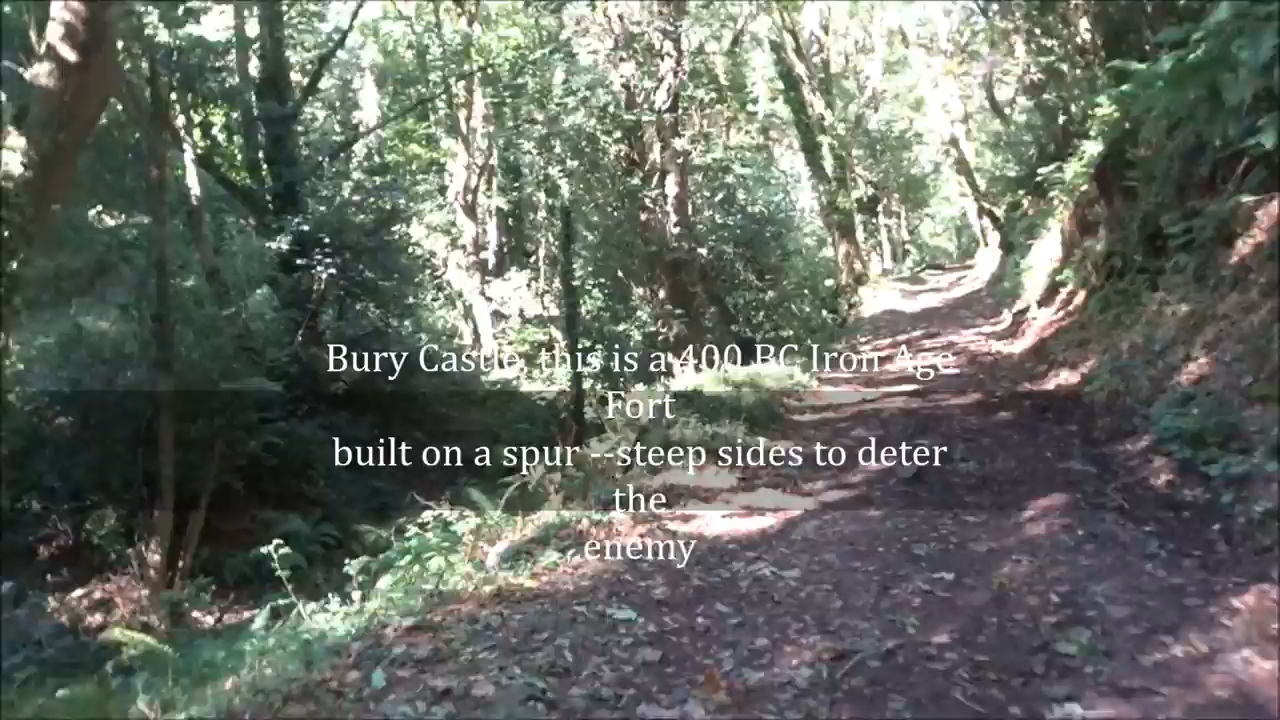 Bury Castle, this is a 400 BC Iron Age
Fort
built on a spur --steep sides to deter
the
enemy